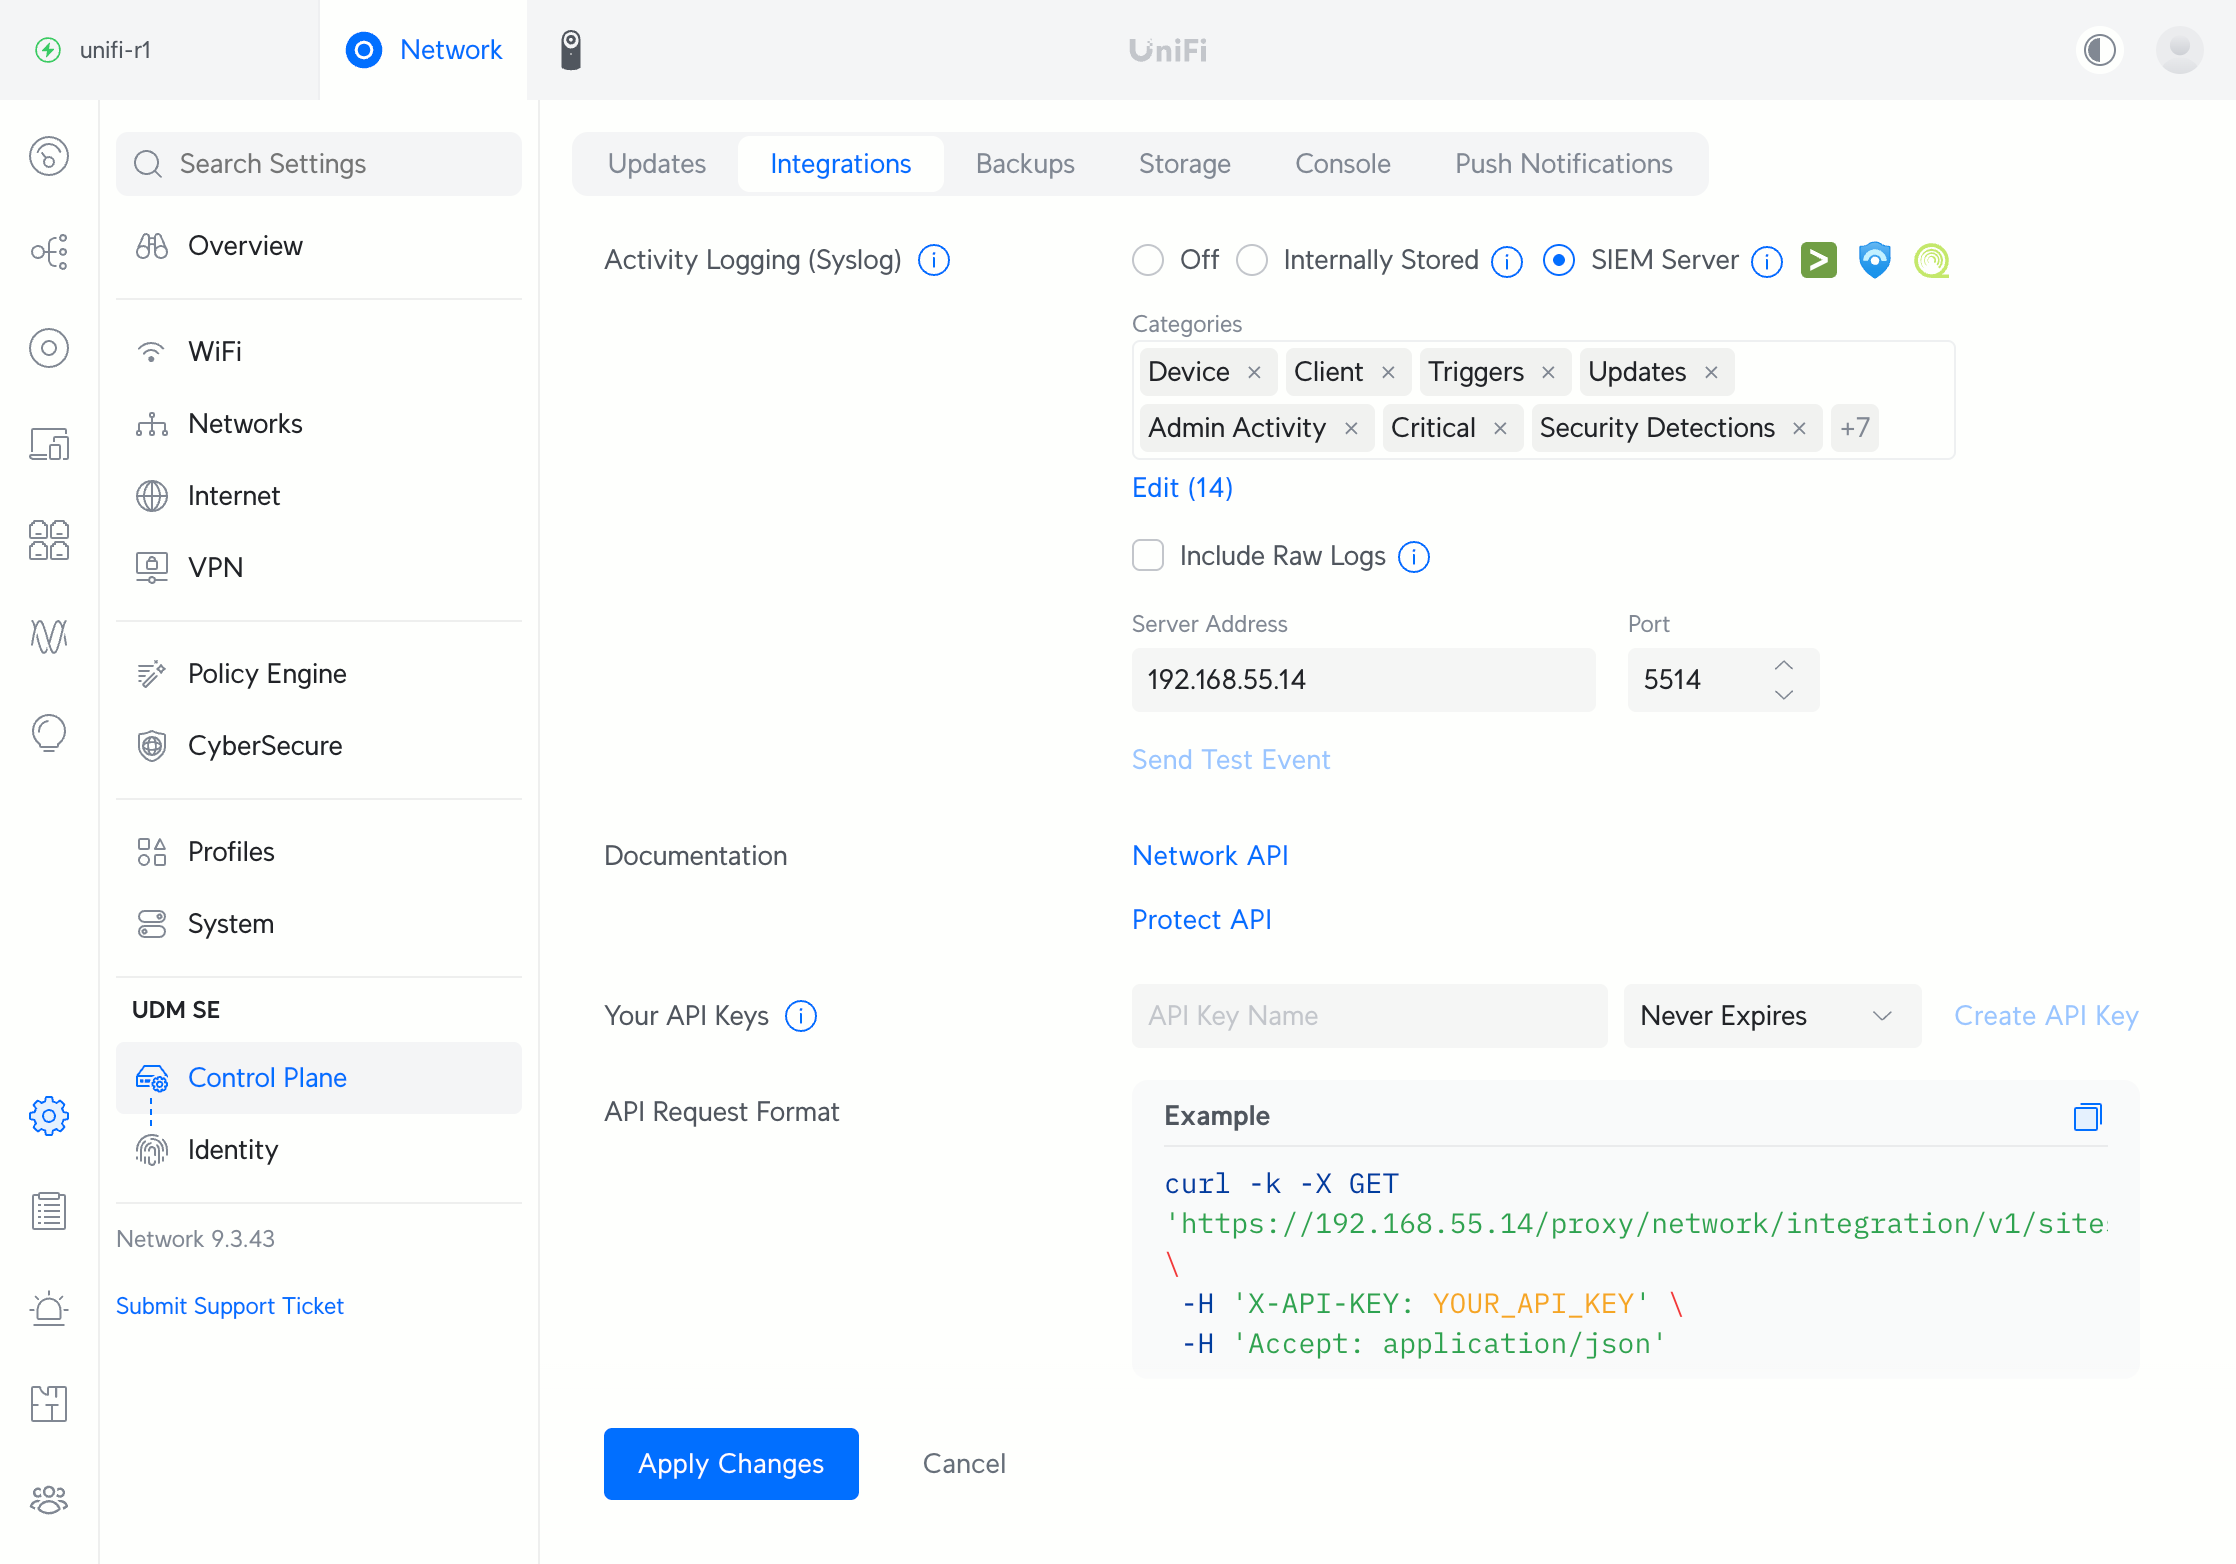 unifi-r1
Network
UniFi
Search Settings
Overview
WiFi
Networks
Internet
VPN
Policy Engine
CyberSecure
Profiles
System
UDM SE
Control Plane
Identity
Network 9.3.43
Submit Support Ticket
Updates Integrations Backups Storage Console Push Notifications
Activity Logging (Syslog)
Off Internally Stored SIEM Server
Categories
Device × Client × Triggers × Updates ×
Admin Activity × Critical × Security Detections × +7
Edit (14)
Include Raw Logs
Server Address Port
192.168.55.14 5514
Send Test Event
Documentation
Network API
Protect API
Your API Keys
API Key Name Never Expires Create API Key
API Request Format
Example
curl -k -X GET
'https://192.168.55.14/proxy/network/integration/v1/sites
\
-H 'X-API-KEY: YOUR_API_KEY' \
-H 'Accept: application/json'
Apply Changes Cancel